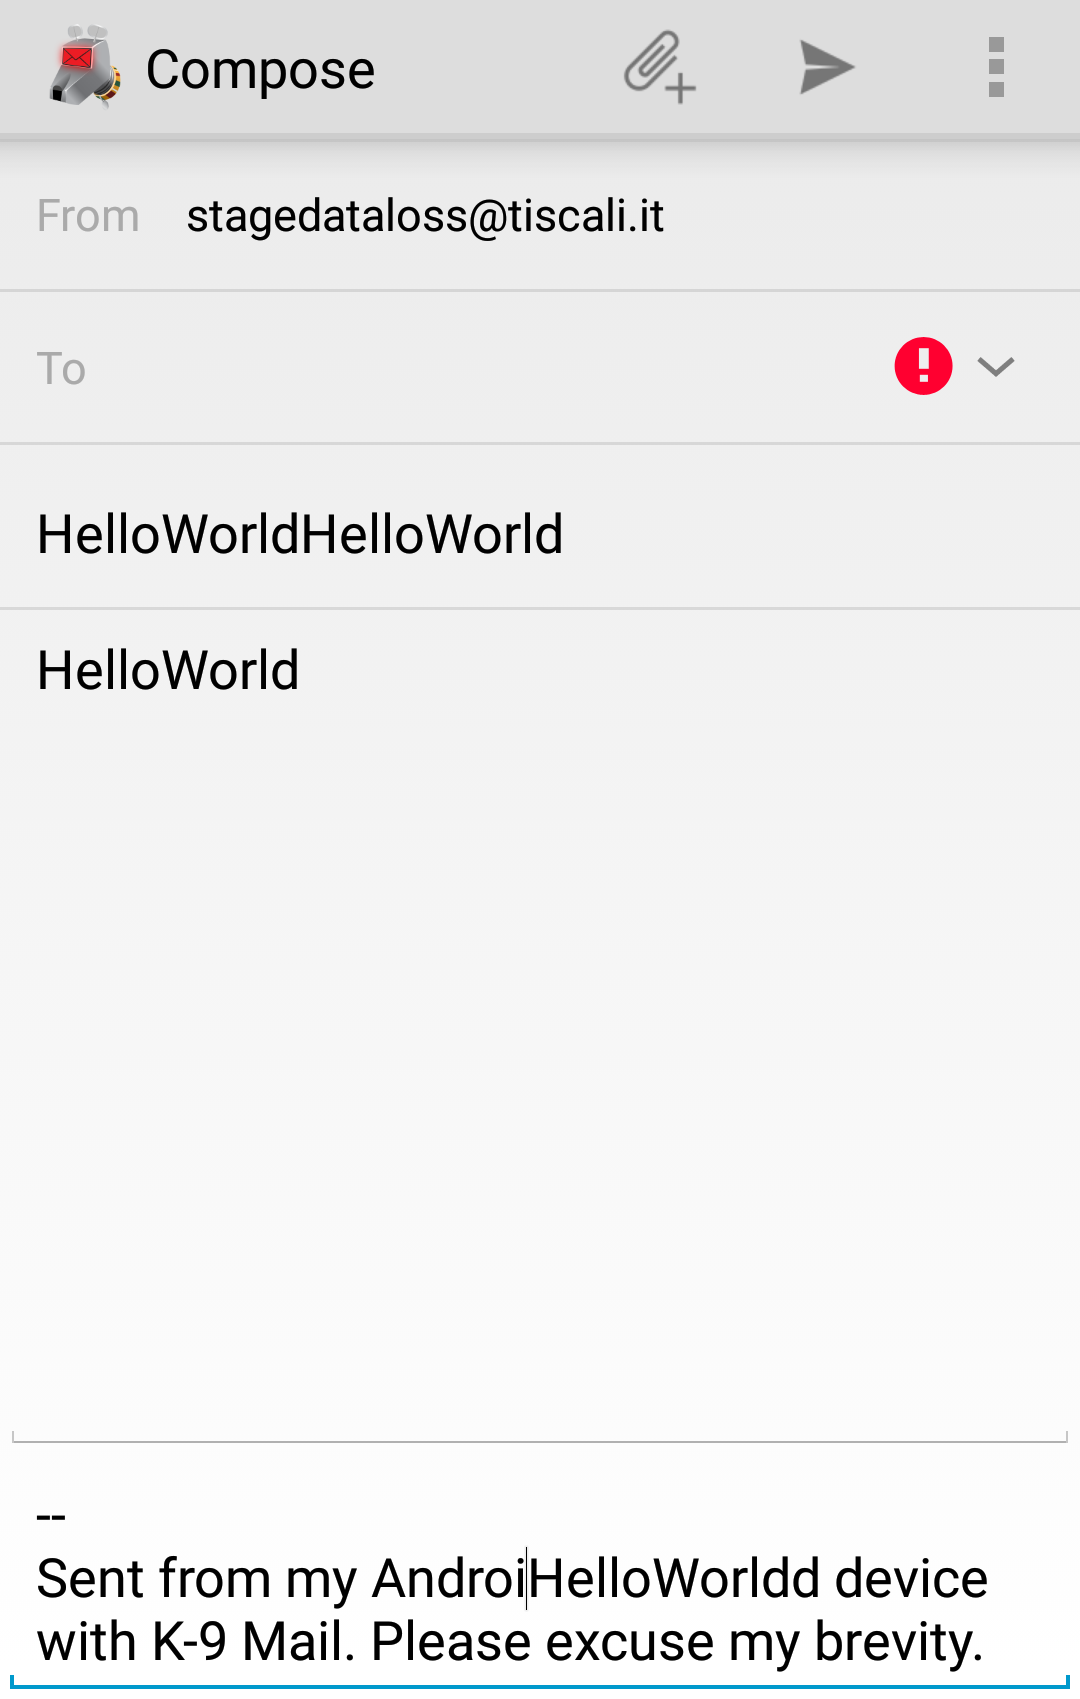 Compose
From stagedataloss@tiscali.it
To
HelloWorldHelloWorld
HelloWorld
--
Sent from my AndroiHelloWorldd device
with K-9 Mail. Please excuse my brevity.